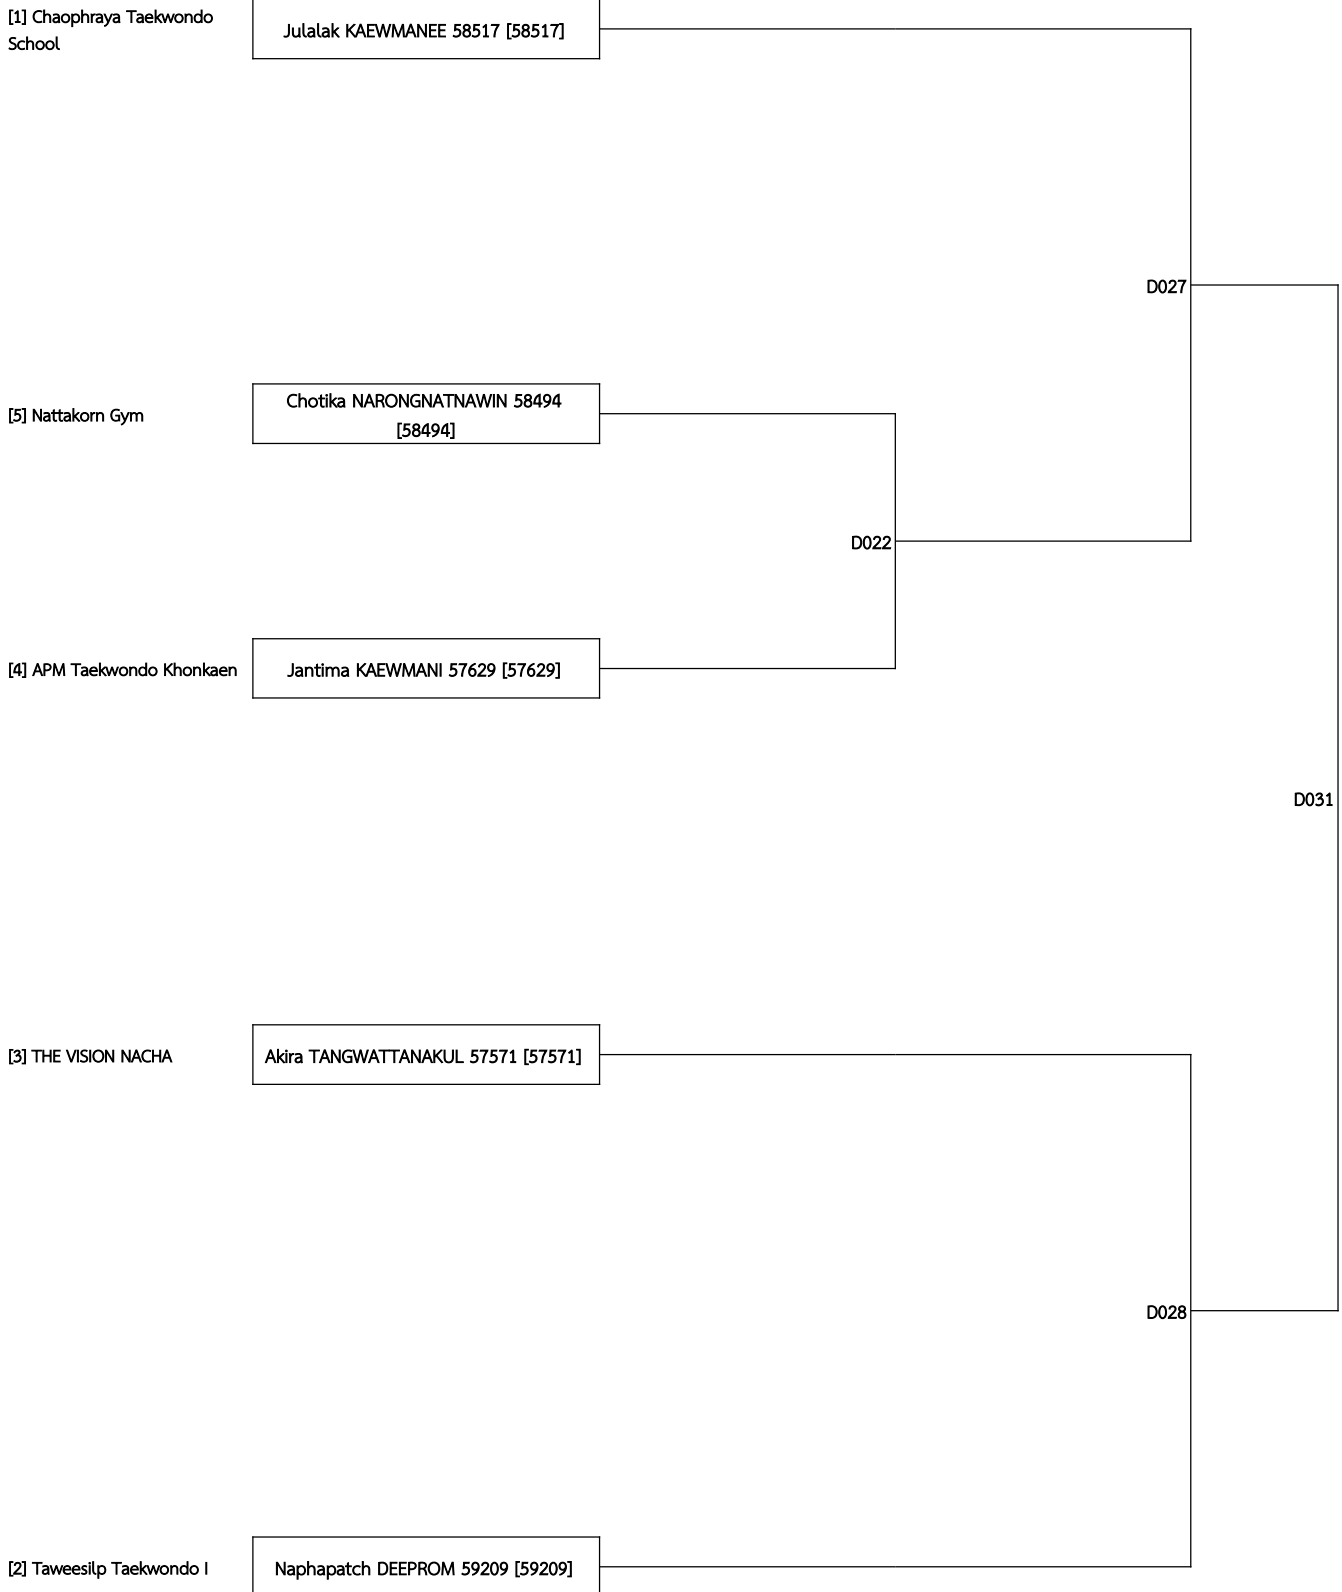 [1] Chaophraya Taekwondo
School
Julalak KAEWMANEE 58517 [58517]
D027
[5] Nattakorn Gym
Chotika NARONGNATNAWIN 58494
[58494]
D022
[4] APM Taekwondo Khonkaen
Jantima KAEWMANI 57629 [57629]
D031
[3] THE VISION NACHA
Akira TANGWATTANAKUL 57571 [57571]
D028
[2] Taweesilp Taekwondo I
Naphapatch DEEPROM 59209 [59209]